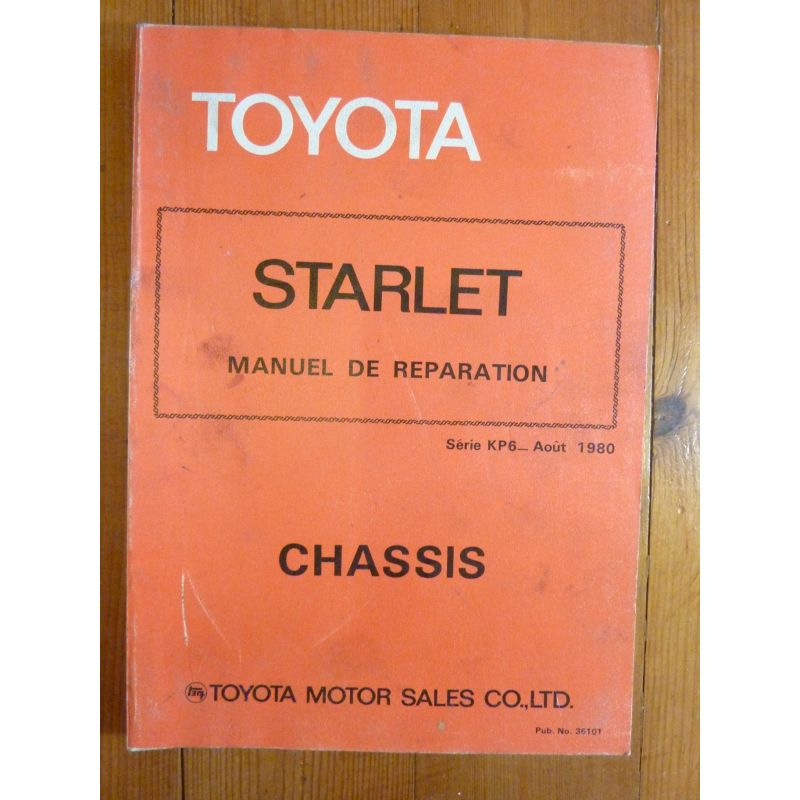 TOYOTA
STARLET
MANUEL DE REPARATION
Série KP6_ Août 1980
CHASSIS
TOYOTA MOTOR SALES CO.,LTD.
Pub. No. 36101